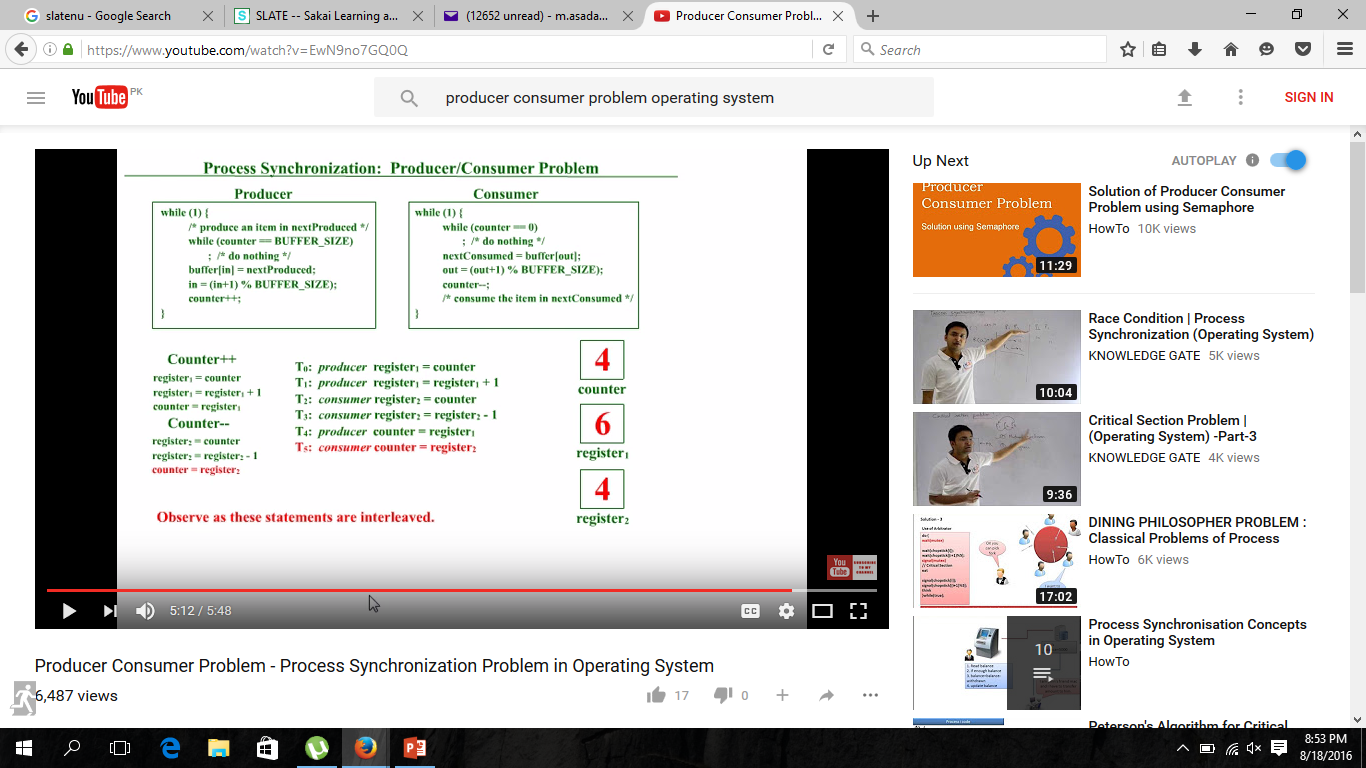 slatenu - Google Search
SLATE -- Sakai Learning a...
(12652 unread) - m.asada...
Producer Consumer Probl...
https://www.youtube.com/watch?v=EwN9no7GQ0Q
Search
YouTube PK
producer consumer problem operating system
SIGN IN
Process Synchronization: Producer/Consumer Problem
Producer
while (1) {
/* produce an item in nextProduced */
while (counter == BUFFER_SIZE)
; /* do nothing */
buffer[in] = nextProduced;
in = (in+1) % BUFFER_SIZE);
counter++;
}
Consumer
while (1) {
while (counter == 0)
; /* do nothing */
nextConsumed = buffer[out];
out = (out+1) % BUFFER_SIZE);
counter--;
/* consume the item in nextConsumed */
}
Counter++
register₁ = counter
register₁ = register₁ + 1
counter = register₁
Counter--
register₂ = counter
register₂ = register₂ - 1
counter = register₂
T₀: producer register₁ = counter
T₁: producer register₁ = register₁ + 1
T₂: consumer register₂ = counter
T₃: consumer register₂ = register₂ - 1
T₄: producer counter = register₁
T₅: consumer counter = register₂
4
counter
6
register₁
4
register₂
Observe as these statements are interleaved.
You Tube
5:12 / 5:48
CC
Producer Consumer Problem - Process Synchronization Problem in Operating System
6,487 views
17
0
Up Next
AUTOPLAY
Producer
Consumer Problem
Solution using Semaphore
11:29
Solution of Producer Consumer
Problem using Semaphore
HowTo 10K views
10:04
Race Condition | Process
Synchronization (Operating System)
KNOWLEDGE GATE 5K views
9:36
Critical Section Problem |
(Operating System) -Part-3
KNOWLEDGE GATE 4K views
17:02
DINING PHILOSOPHER PROBLEM :
Classical Problems of Process
HowTo 6K views
10
Process Synchronisation Concepts
in Operating System
HowTo
Peterson's Algorithm for Critical
8:53 PM
8/18/2016